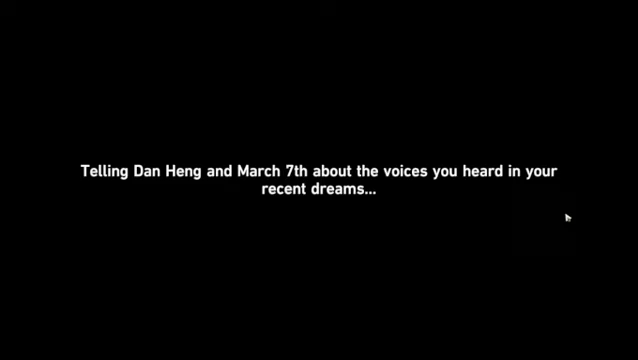 Telling Dan Heng and March 7th about the voices you heard in your
recent dreams...